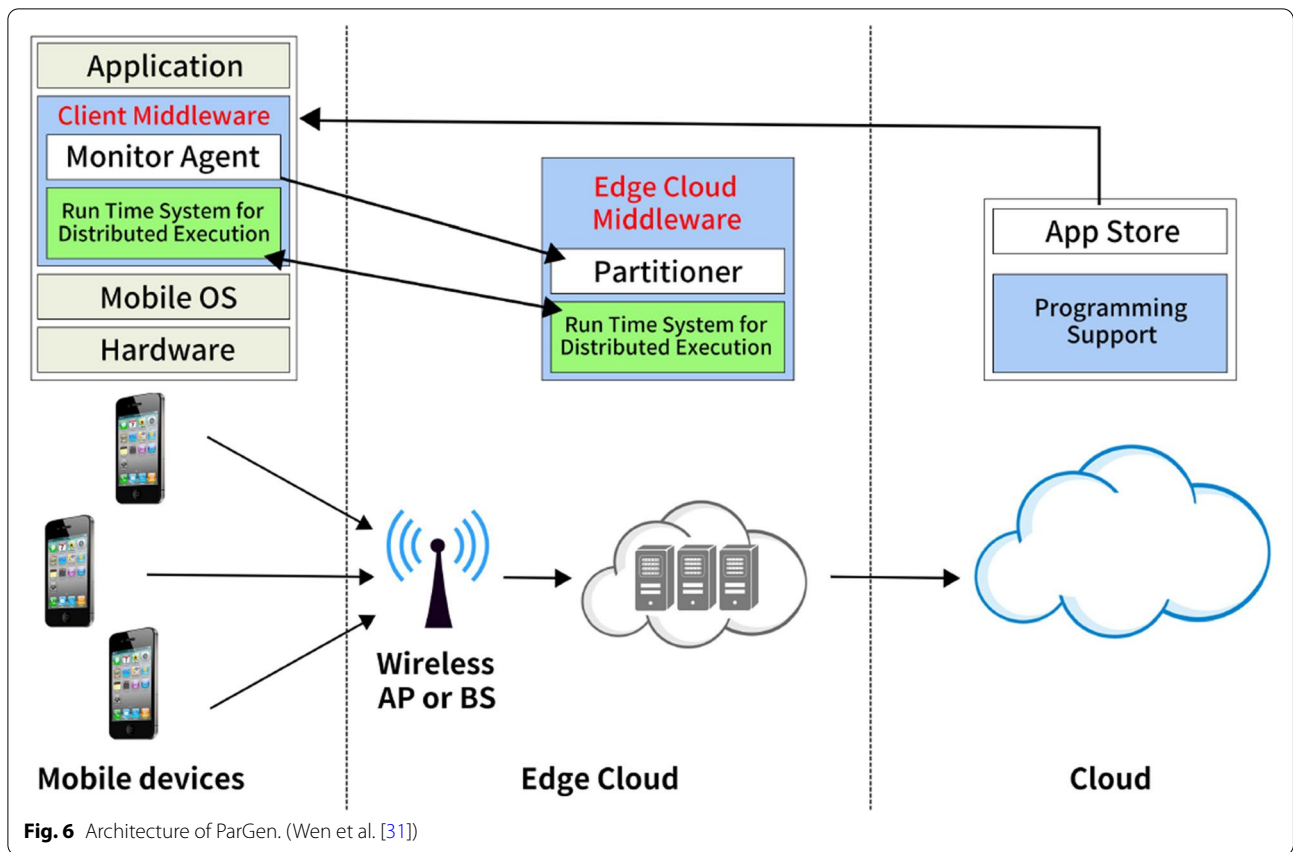 Application
Client Middleware
Monitor Agent
Run Time System for
Distributed Execution
Mobile OS
Hardware
Edge Cloud
Middleware
Partitioner
Run Time System for
Distributed Execution
App Store
Programming
Support
Wireless
AP or BS
Mobile devices
Edge Cloud
Cloud
Fig. 6 Architecture of ParGen. (Wen et al. [31])